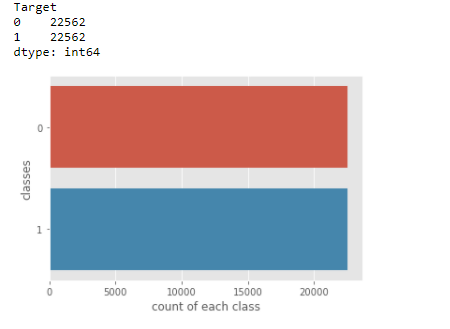 Target
0 22562
1 22562
dtype: int64
0
classes
1
0 5000 10000 15000 20000
count of each class